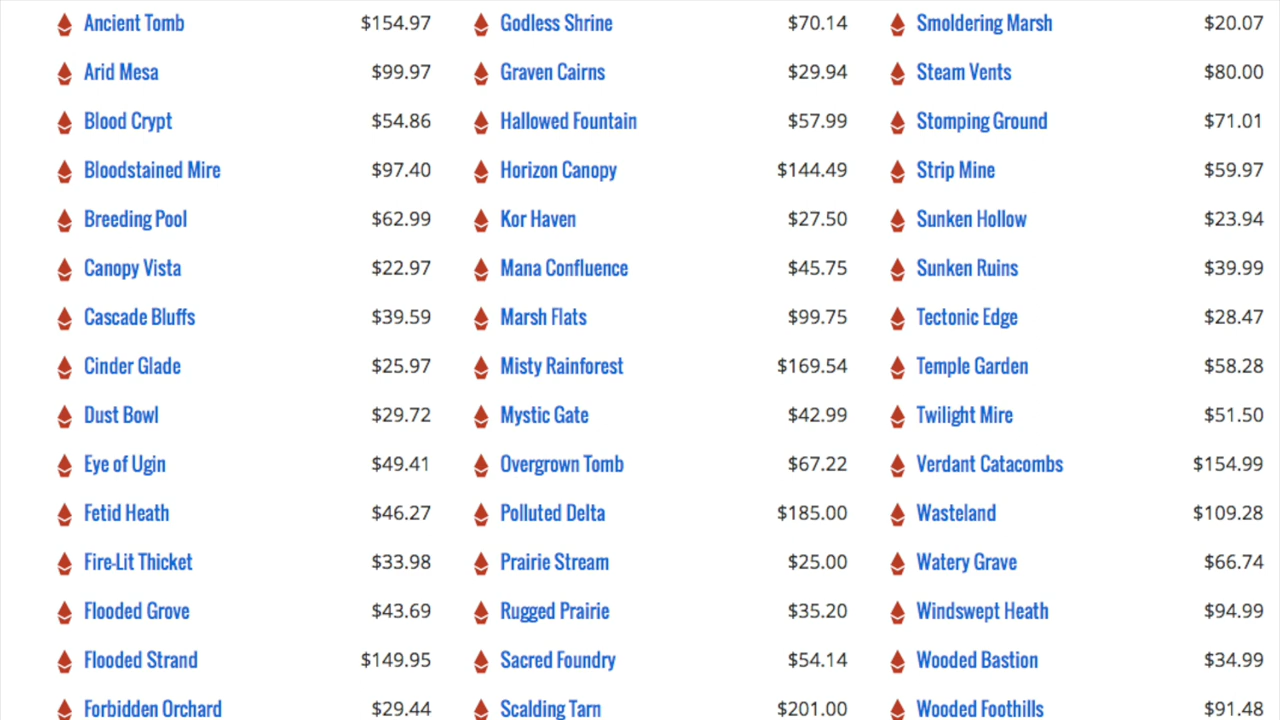 Ancient Tomb $154.97
Arid Mesa $99.97
Blood Crypt $54.86
Bloodstained Mire $97.40
Breeding Pool $62.99
Canopy Vista $22.97
Cascade Bluffs $39.59
Cinder Glade $25.97
Dust Bowl $29.72
Eye of Ugin $49.41
Fetid Heath $46.27
Fire-Lit Thicket $33.98
Flooded Grove $43.69
Flooded Strand $149.95
Forbidden Orchard $29.44
Godless Shrine $70.14
Graven Cairns $29.94
Hallowed Fountain $57.99
Horizon Canopy $144.49
Kor Haven $27.50
Mana Confluence $45.75
Marsh Flats $99.75
Misty Rainforest $169.54
Mystic Gate $42.99
Overgrown Tomb $67.22
Polluted Delta $185.00
Prairie Stream $25.00
Rugged Prairie $35.20
Sacred Foundry $54.14
Scalding Tarn $201.00
Smoldering Marsh $20.07
Steam Vents $80.00
Stomping Ground $71.01
Strip Mine $59.97
Sunken Hollow $23.94
Sunken Ruins $39.99
Tectonic Edge $28.47
Temple Garden $58.28
Twilight Mire $51.50
Verdant Catacombs $154.99
Wasteland $109.28
Watery Grave $66.74
Windswept Heath $94.99
Wooded Bastion $34.99
Wooded Foothills $91.48